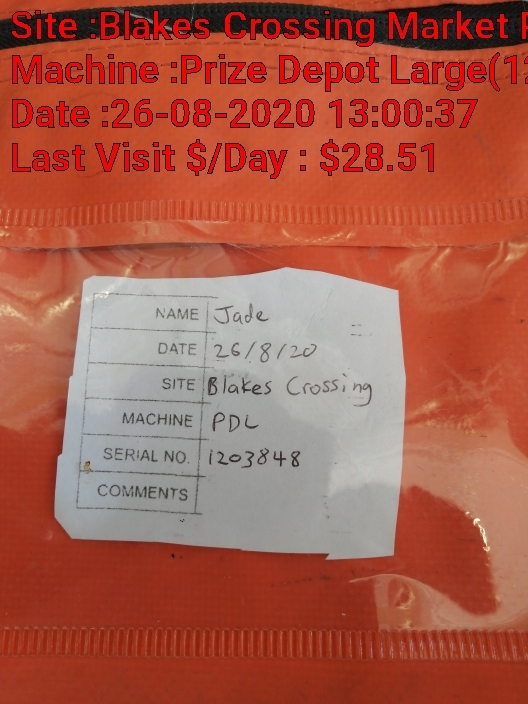 Site :Blakes Crossing Market
Machine :Prize Depot Large(12
Date :26-08-2020 13:00:37
Last Visit $/Day : $28.51
NAME Jade
DATE 26/8/20
SITE Blakes Crossing
MACHINE PDL
SERIAL NO. 1203848
COMMENTS